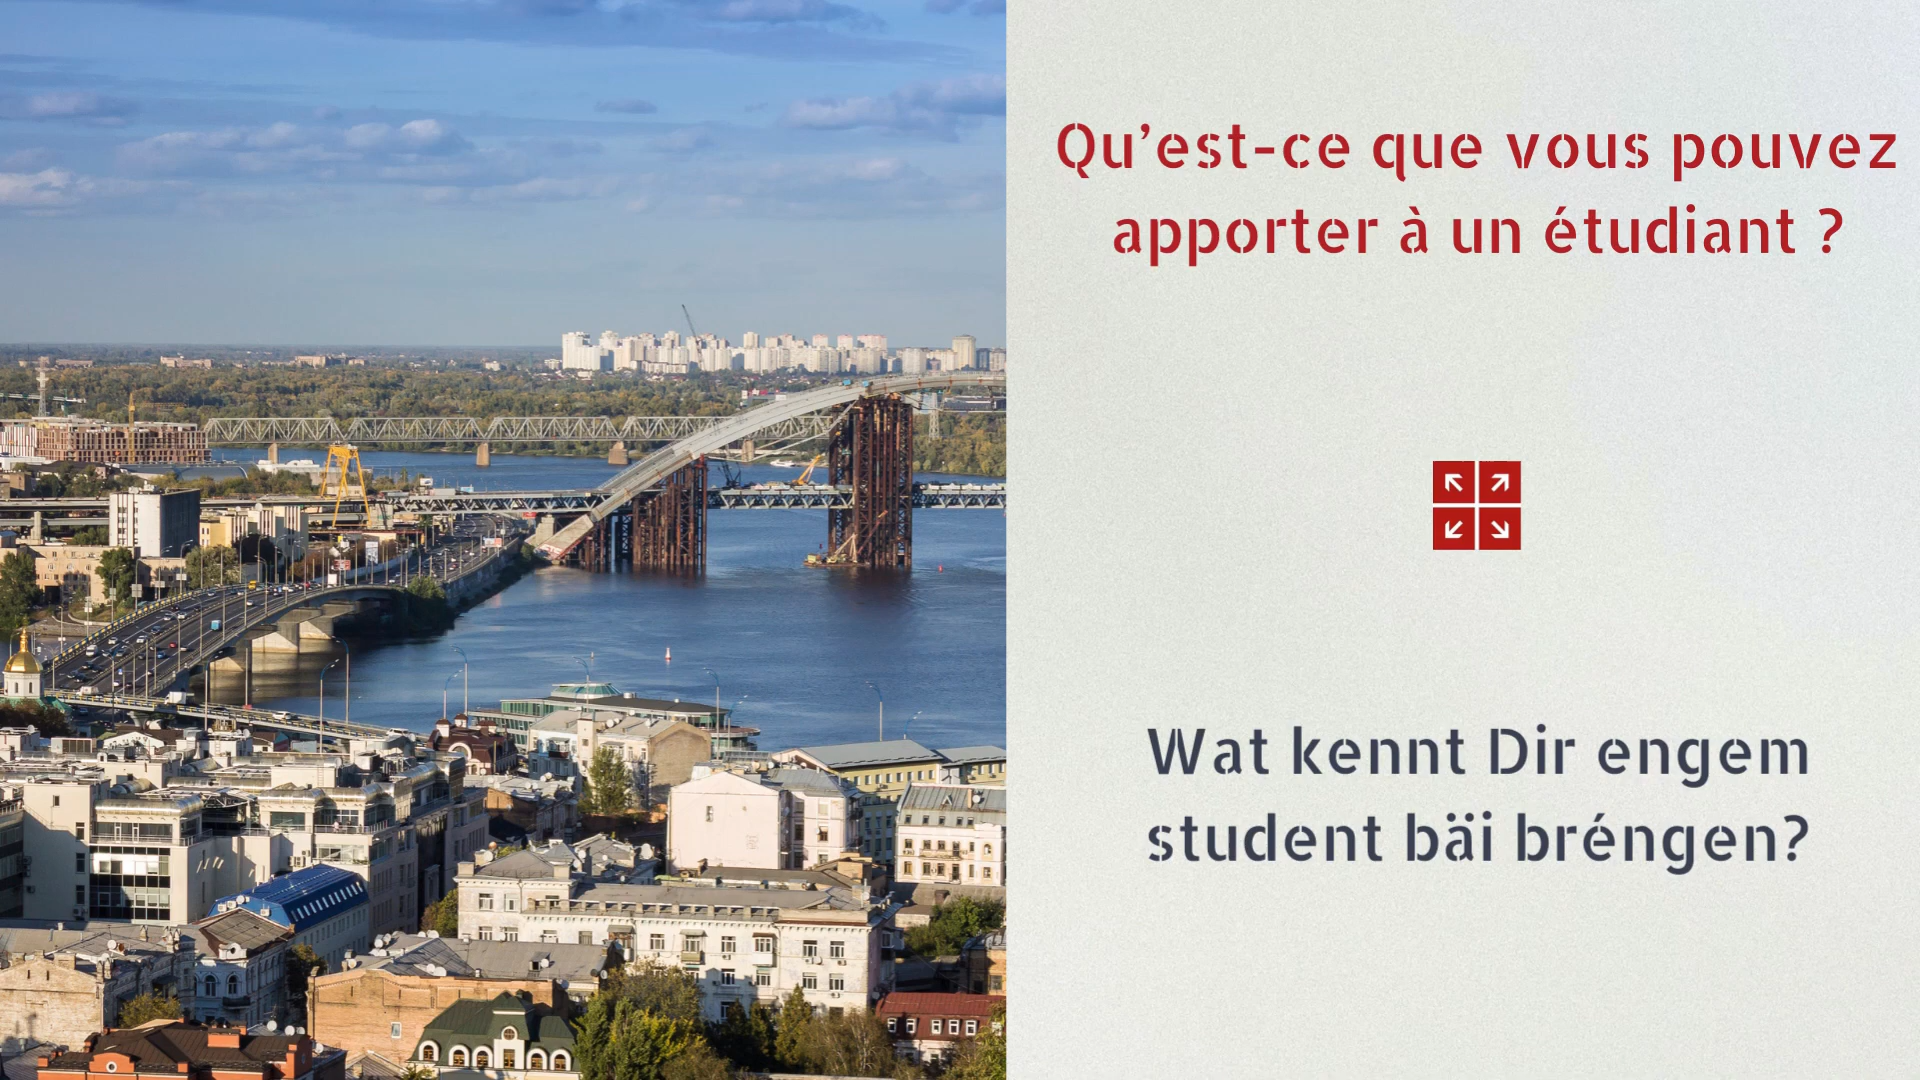 Qu’est-ce que vous pouvez
apporter à un étudiant ?
Wat kennt Dir engem
student bäi bréngen?